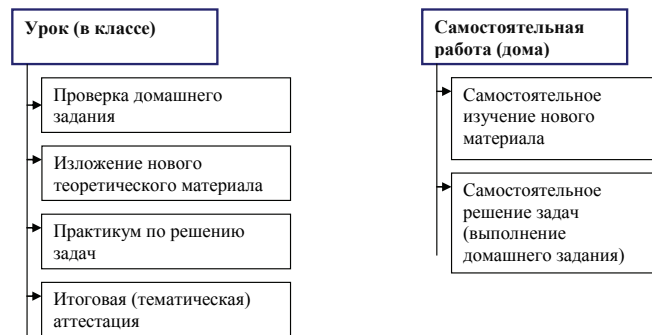 Урок (в классе)
Проверка домашнего
задания
Изложение нового
теоретического материала
Практикум по решению
задач
Итоговая (тематическая)
аттестация
Самостоятельная
работа (дома)
Самостоятельное
изучение нового
материала
Самостоятельное
решение задач
(выполнение
домашнего задания)